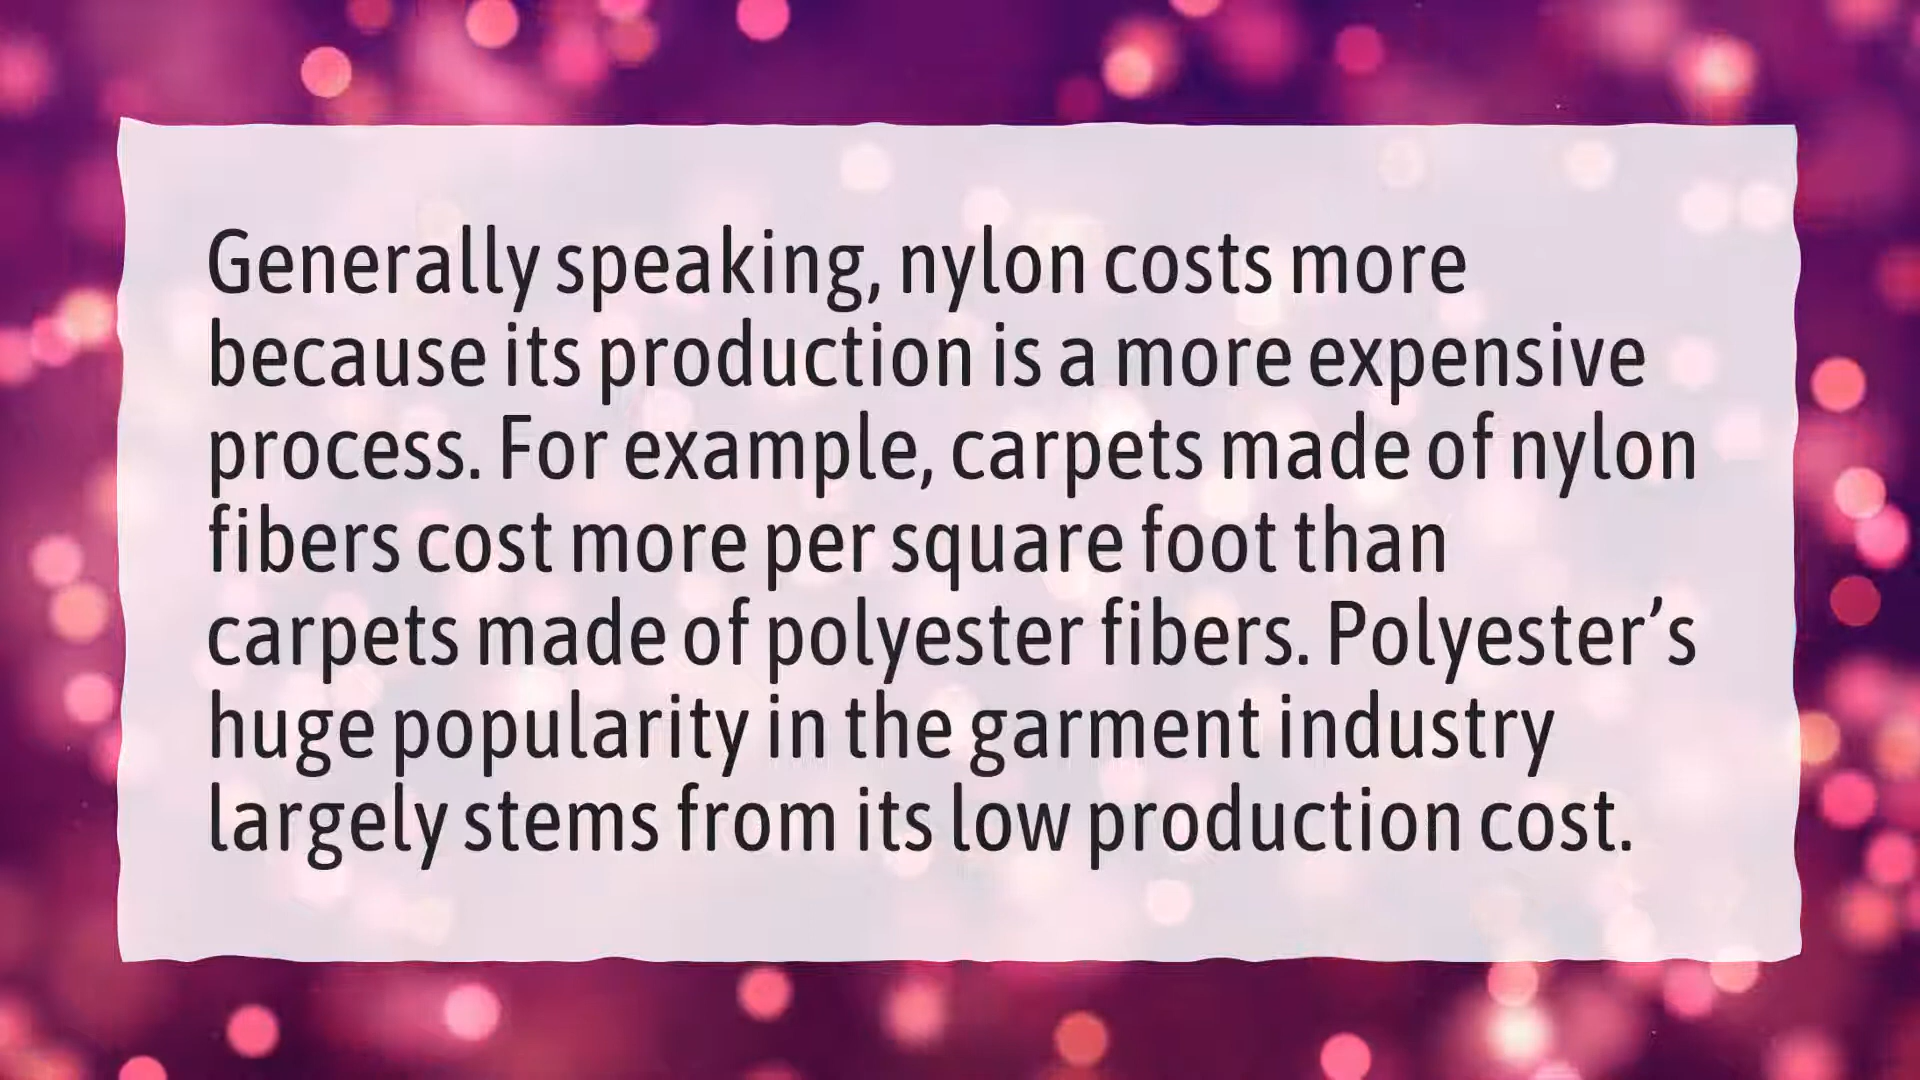 Generally speaking, nylon costs more
because its production is a more expensive
process. For example, carpets made of nylon
fibers cost more per square foot than
carpets made of polyester fibers. Polyester’s
huge popularity in the garment industry
largely stems from its low production cost.